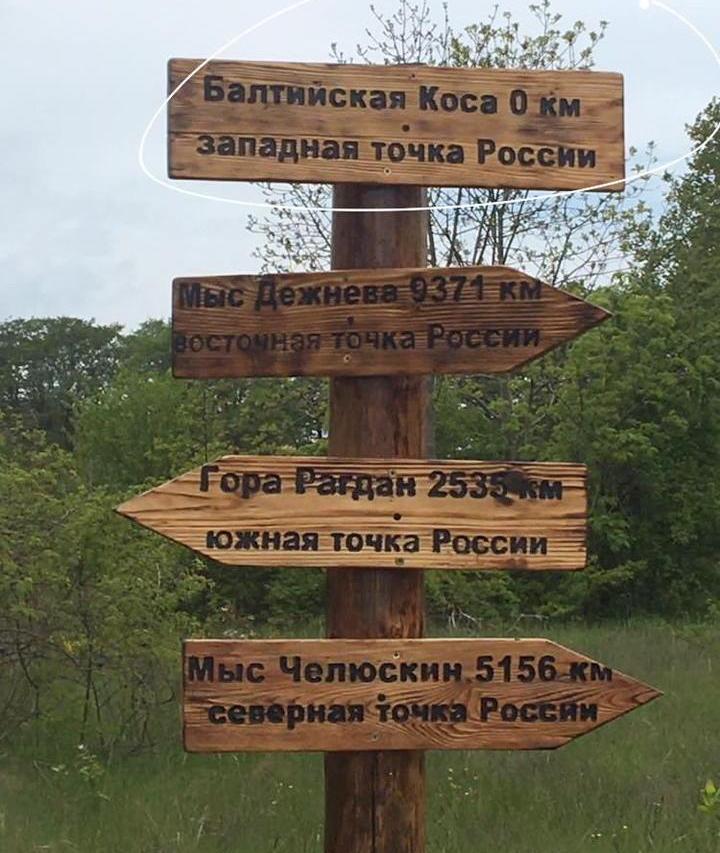 Балтийская Коса 0 км
западная точка России
Мыс Дежнева 9371 км
восточная точка России
Гора Рагдан 2535 км
южная точка России
Мыс Челюскин 5156 км
северная точка России